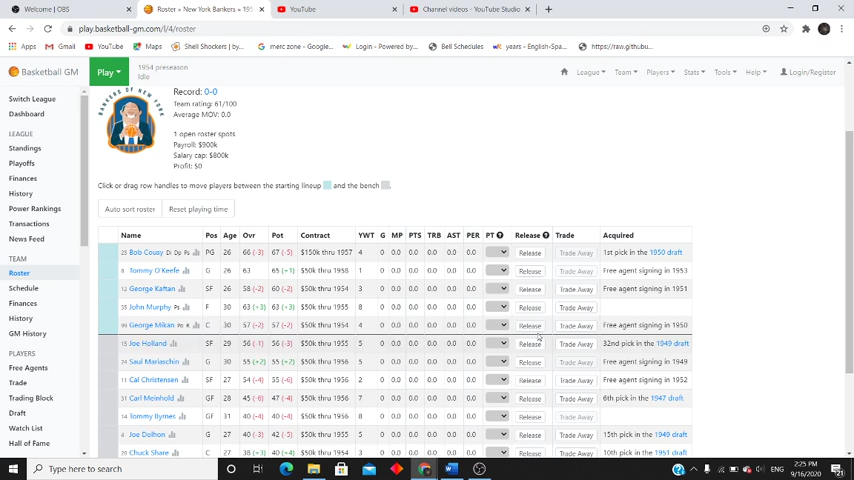 Welcome | OBS
Roster » New York Bankers » 195
YouTube
Channel videos - YouTube Studio
play.basketball-gm.com/l/4/roster
Apps Gmail YouTube Maps Shell Shockers [-... merc zone - Google... Login - Powered by... Bell Schedules years - English-Spa... https://raw.githubu...
Basketball GM
Play
1954 preseason
Idle
League Team Players Stats Tools Help Login/Register
Switch League
Dashboard
LEAGUE
Standings
Playoffs
Finances
History
Power Rankings
Transactions
News Feed
TEAM
Roster
Schedule
Finances
History
GM History
PLAYERS
Free Agents
Trade
Trading Block
Draft
Watch List
Hall of Fame
BANKERS OF NEW YORK
Record: 0-0
Team rating: 61/100
Average MOV: 0.0
1 open roster spots
Payroll: $900k
Salary cap: $800k
Profit: $0
Click or drag row handles to move players between the starting lineup and the bench .
Auto sort roster Reset playing time
Name Pos Age Ovr Pot Contract YWT G MP PTS TRB AST PER PT Release Trade Acquired
23 Bob Cousy Di Dp Ps PG 26 66 (-3) 67 (-5) $150k thru 1957 4 0 0.0 0.0 0.0 0.0 0.0 Release Trade Away 1st pick in the 1950 draft
8 Tommy O'Keefe G 26 63 65 (+1) $50k thru 1958 1 0 0.0 0.0 0.0 0.0 0.0 Release Trade Away Free agent signing in 1953
12 George Kaftan SF 26 58 (-2) 60 (-2) $50k thru 1954 3 0 0.0 0.0 0.0 0.0 0.0 Release Trade Away Free agent signing in 1951
55 John Murphy Ps F 30 63 (+3) 63 (+3) $50k thru 1955 8 0 0.0 0.0 0.0 0.0 0.0 Release Trade Away
99 George Mikan Po R C 30 57 (-2) 57 (-2) $50k thru 1954 4 0 0.0 0.0 0.0 0.0 0.0 Release Trade Away Free agent signing in 1950
15 Joe Holland SF 29 56 (-1) 56 (-3) $50k thru 1955 5 0 0.0 0.0 0.0 0.0 0.0 Release Trade Away 32nd pick in the 1949 draft
74 Saul Mariaschin G 30 55 (+2) 55 (+2) $50k thru 1956 5 0 0.0 0.0 0.0 0.0 0.0 Release Trade Away Free agent signing in 1949
11 Cal Christensen SF 27 54 (-4) 55 (-6) $50k thru 1956 2 0 0.0 0.0 0.0 0.0 0.0 Release Trade Away Free agent signing in 1952
31 Carl Meinhold GF 28 45 (-6) 47 (-4) $50k thru 1956 7 0 0.0 0.0 0.0 0.0 0.0 Release Trade Away 6th pick in the 1947 draft
14 Tommy Byrnes GF 31 40 (-4) 40 (-4) $50k thru 1956 8 0 0.0 0.0 0.0 0.0 0.0 Release Trade Away
4 Joe Dolhon G 27 40 (-3) 42 (-5) $50k thru 1955 5 0 0.0 0.0 0.0 0.0 0.0 Release Trade Away 15th pick in the 1949 draft
20 Chuck Share C 27 38 (+3) 40 (+4) $50k thru 1954 3 0 0.0 0.0 0.0 0.0 0.0 Release Trade Away 10th pick in the 1951 draft
Type here to search
ENG
2:25 PM
9/16/2020
21